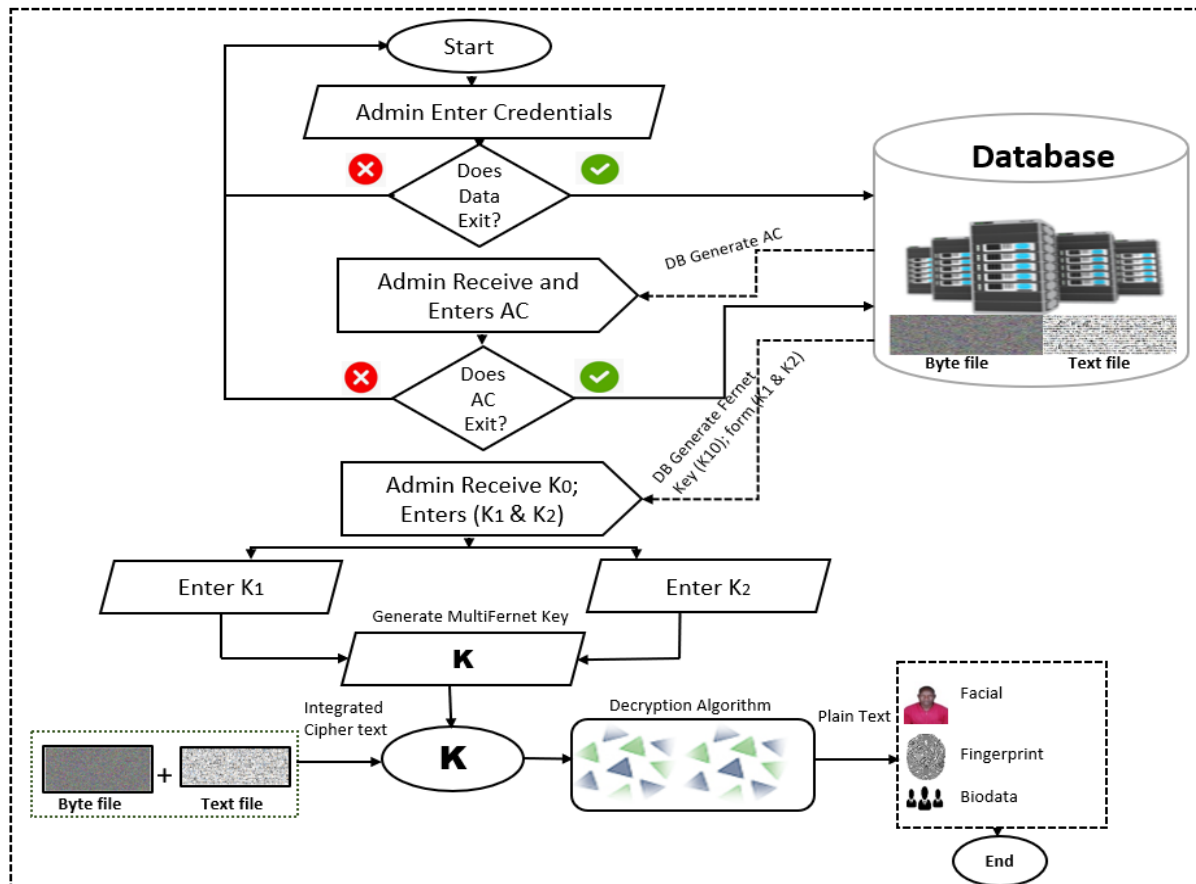 Start
Admin Enter Credentials
Does
Data
Exit?
Database
DB Generate AC
Admin Receive and
Enters AC
Byte file
Text file
Does
AC
Exit?
DB Generate Fernet
Key (K10); form (K1 & K2)
Admin Receive K0;
Enters (K1 & K2)
Enter K1
Enter K2
Generate MultiFernet Key
K
Integrated
Cipher text
K
Decryption Algorithm
Plain Text
Facial
Fingerprint
Biodata
+
Byte file
Text file
End